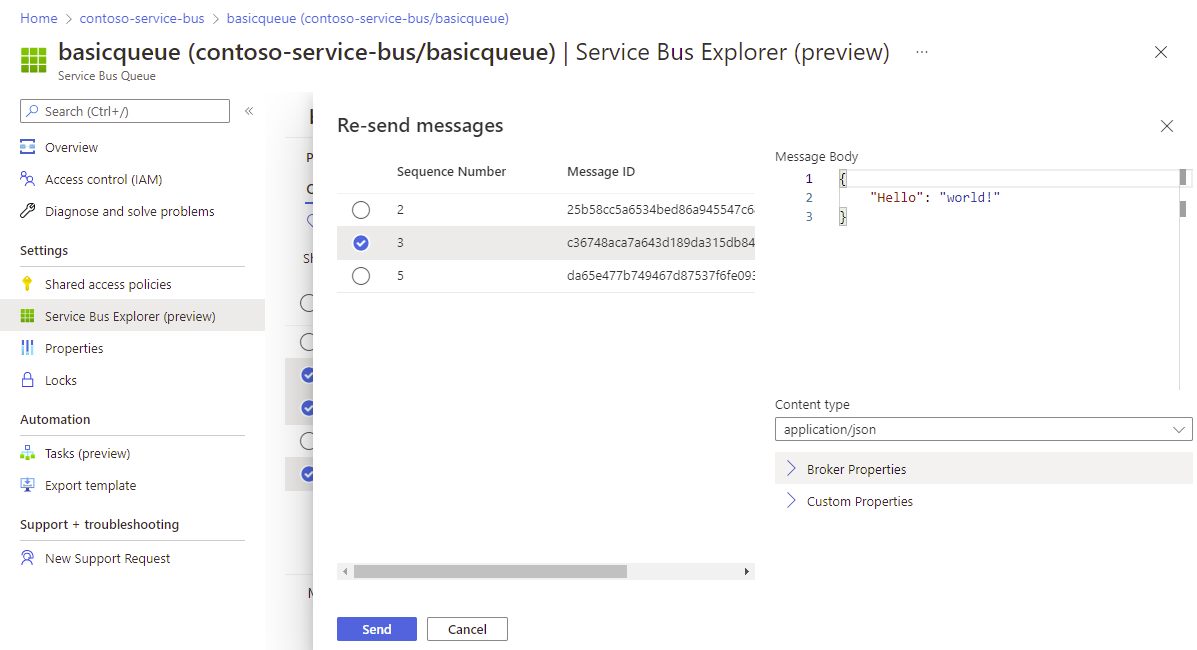 Home > contoso-service-bus > basicqueue (contoso-service-bus/basicqueue)
basicqueue (contoso-service-bus/basicqueue) | Service Bus Explorer (preview) ...
Service Bus Queue
Search (Ctrl+/) «
Overview
Access control (IAM)
Diagnose and solve problems
Settings
Shared access policies
Service Bus Explorer (preview)
Properties
Locks
Automation
Tasks (preview)
Export template
Support + troubleshooting
New Support Request
Re-send messages
Sequence Number Message ID
2 25b58cc5a6534bed86a945547c6
3 c36748aca7a643d189da315db84
5 da65e477b749467d87537f6fe093
Message Body
1 {
2 "Hello": "world!"
3 }
Content type
application/json
Broker Properties
Custom Properties
Send Cancel